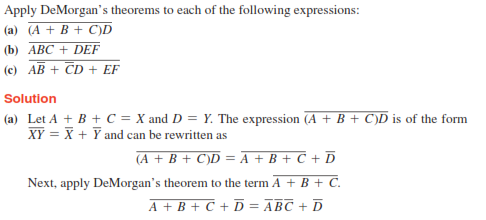 Apply DeMorgan's theorems to each of the following expressions:
(a) \overline{(A + B + C)D}
(b) \overline{ABC + DEF}
(c) \overline{A\overline{B} + \overline{C}D + EF}
Solution
(a) Let A + B + C = X and D = Y. The expression \overline{(A + B + C)D} is of the form
\overline{XY} = \overline{X} + \overline{Y} and can be rewritten as
\overline{(A + B + C)D} = \overline{A + B + C} + \overline{D}
Next, apply DeMorgan's theorem to the term \overline{A + B + C}.
\overline{A + B + C} + \overline{D} = \overline{A}\overline{B}\overline{C} + \overline{D}